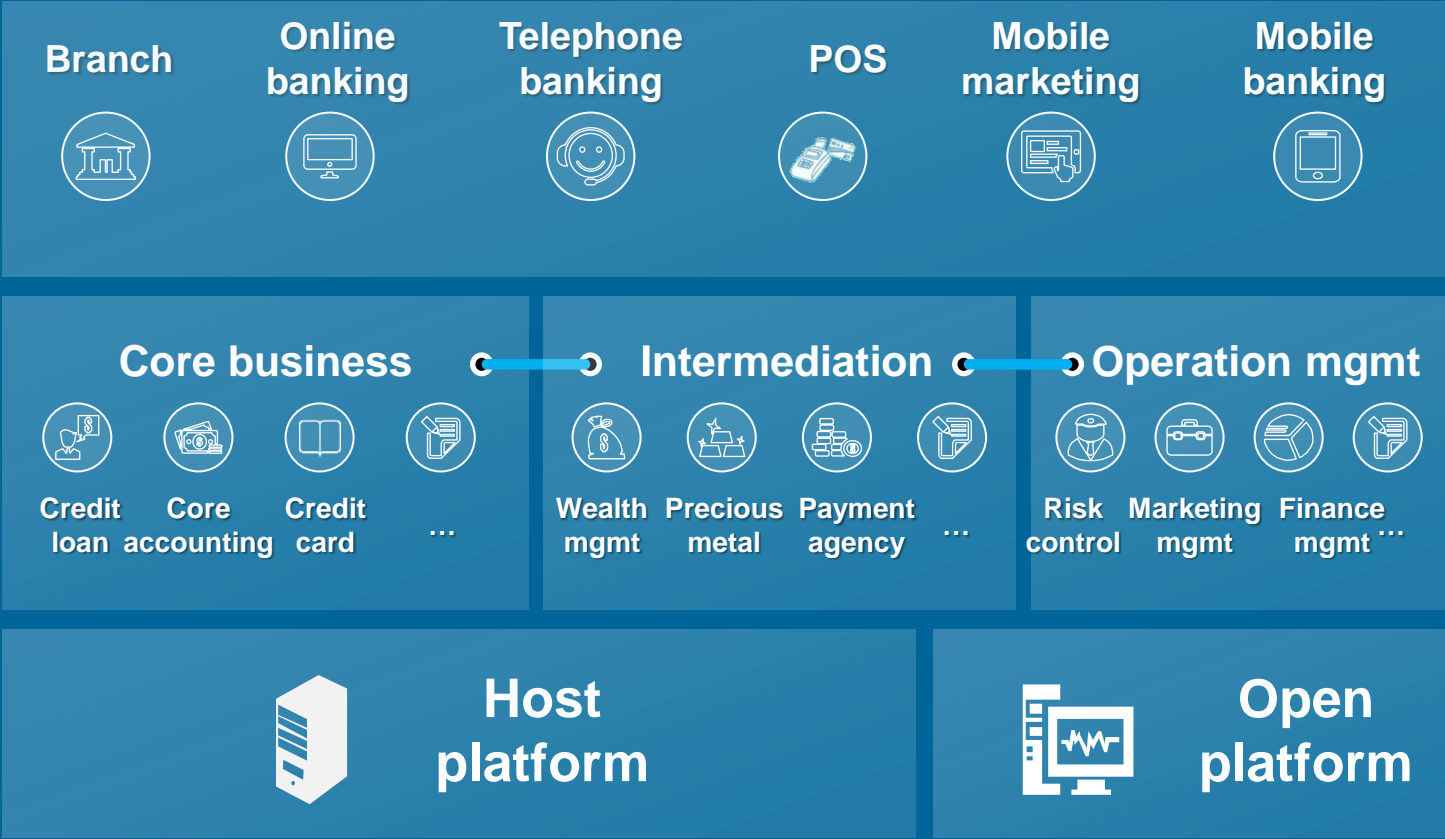 Branch
Online
banking
Telephone
banking
POS
Mobile
marketing
Mobile
banking
Core business
Intermediation
Operation mgmt
Credit
loan
Core
accounting
Credit
card
...
Wealth
mgmt
Precious
metal
Payment
agency
...
Risk
control
Marketing
mgmt
Finance
mgmt
...
Host
platform
Open
platform